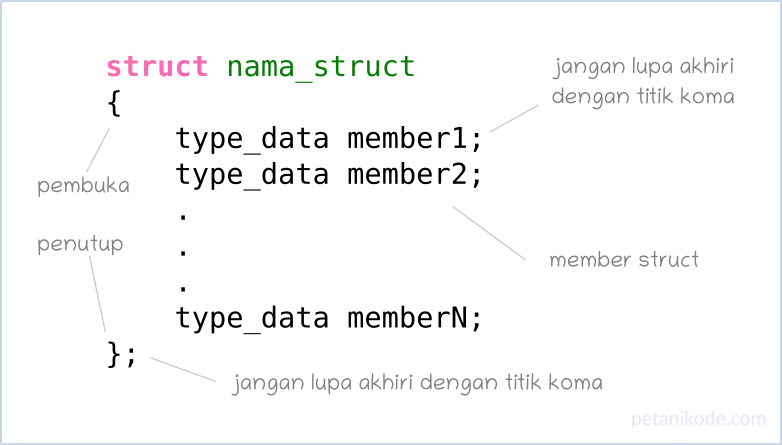 struct nama_struct
{
type_data member1;
type_data member2;
.
.
.
type_data memberN;
};
jangan lupa akhiri
dengan titik koma
pembuka
penutup
member struct
jangan lupa akhiri dengan titik koma
petanikode.com